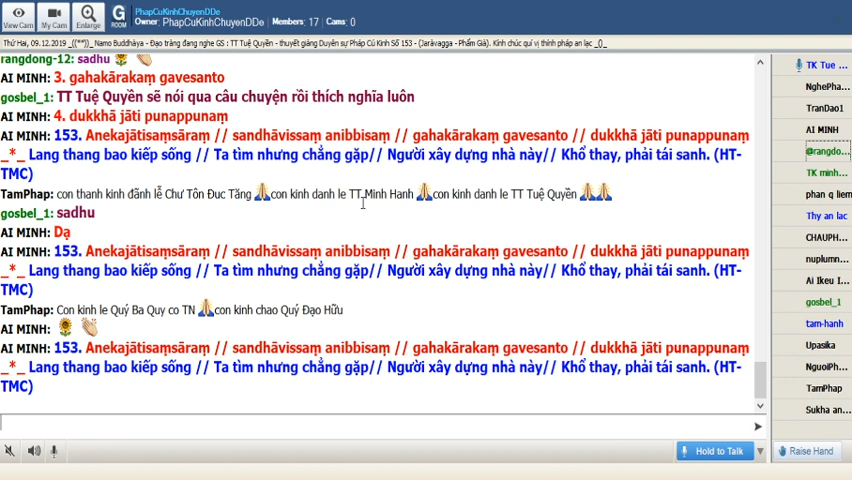 PhapCuKinhChuyenDDe
Owner: PhapCuKinhChuyenDDe Members: 17 Cams: 0
View Cam My Cam Enlarge G ROOM
Thứ Hai, 09.12.2019 _((**))_ Namo Buddhàya - Đạo tràng đang nghe GS : TT Tuệ Quyền - thuyết giảng Duyên sự Pháp Cú Kinh Số 153 - (Jaràvagga - Phẩm Già). Kính chúc quí vị thính pháp an lạc _()_
rangdong-12: sadhu
AI MINH: 3. gahakārakaṃ gavesanto
gosbel_1: TT Tuệ Quyền sẽ nói qua câu chuyện rồi thích nghĩa luôn
AI MINH: 4. dukkhā jāti punappunaṃ
AI MINH: 153. Anekajātisaṃsāraṃ // sandhāvissaṃ anibbisaṃ // gahakārakaṃ gavesanto // dukkhā jāti punappunaṃ
_*_ Lang thang bao kiếp sống // Ta tìm nhưng chẳng gặp// Người xây dựng nhà này// Khổ thay, phải tái sanh. (HT-
TMC)
TamPhap: con thanh kinh đãnh lễ Chư Tôn Đuc Tăng 🙏con kinh danh le TT Minh Hanh 🙏con kinh danh le TT Tuệ Quyền 🙏🙏
gosbel_1: sadhu
AI MINH: Dạ
AI MINH: 153. Anekajātisaṃsāraṃ // sandhāvissaṃ anibbisaṃ // gahakārakaṃ gavesanto // dukkhā jāti punappunaṃ
_*_ Lang thang bao kiếp sống // Ta tìm nhưng chẳng gặp// Người xây dựng nhà này// Khổ thay, phải tái sanh. (HT-
TMC)
TamPhap: Con kinh le Quý Ba Quy co TN 🙏con kinh chao Quý Đạo Hữu
AI MINH: 🌻 👏
AI MINH: 153. Anekajātisaṃsāraṃ // sandhāvissaṃ anibbisaṃ // gahakārakaṃ gavesanto // dukkhā jāti punappunaṃ
_*_ Lang thang bao kiếp sống // Ta tìm nhưng chẳng gặp// Người xây dựng nhà này// Khổ thay, phải tái sanh. (HT-
TMC)
Hold to Talk
TK Tue ...
NghePha...
TranDao1
AI MINH
@rangdo...
TK minh...
phan q liem
Thy an lac
CHAUPH...
nuplumn...
Ai Ikeu I...
gosbel_1
tam-hanh
Upasika
NguoiPh...
TamPhap
Sukha an...
Raise Hand